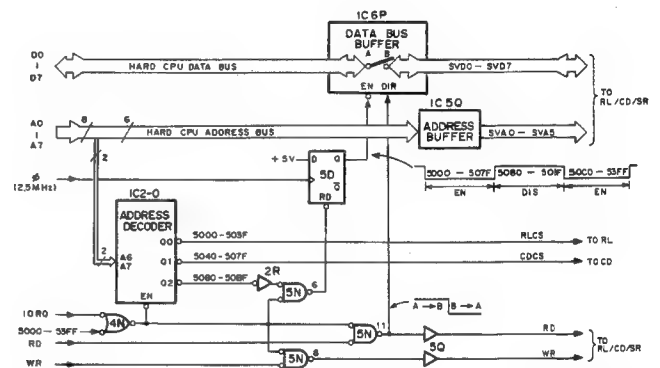 IC6P
DATA BUS
BUFFER
A B
EN DIR
D0
D7
HARD CPU DATA BUS
SVD0 - SVD7
TO
RL/CD/SR
A0
A7
8
6
HARD CPU ADDRESS BUS
IC5Q
ADDRESS
BUFFER
SVA0 - SVA5
2
+5V
D Q
5D
Q
RD
Φ
(2,5MHz)
5000 - 507F
5080 - 501F
50C0 - 53FF
EN
DIS
EN
IC2-0
ADDRESS
DECODER
2
A6
A7
Q0
5000-503F
RLCS
TO RL
Q1
5040-507F
CDCS
TO CD
Q2
5080-508F
2R
5N
6
EN
A → B
B → A
IORQ
5000-53FF
4N
RD
5N
11
RD
5Q
TO
RL/CD/SR
WR
5N
8
WR